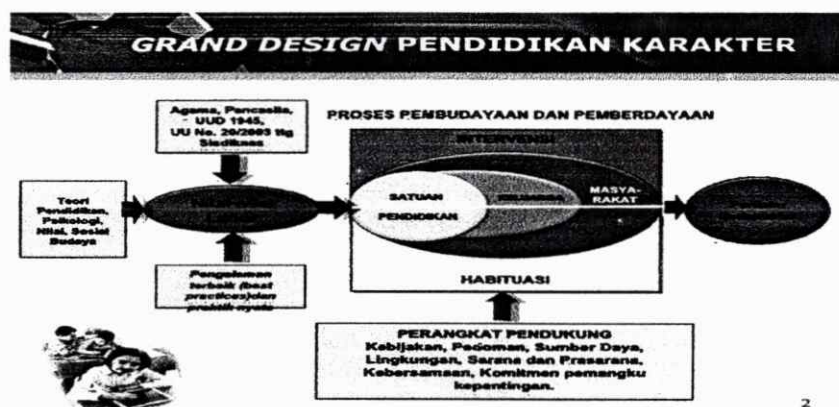 GRAND DESIGN PENDIDIKAN KARAKTER
Agama, Pancasila,
UUD 1945,
UU No. 20/2003 ttg
Sisdiknas
PROSES PEMBUDAYAAN DAN PEMBERDAYAAN
INTERVENSI
Teori
Pendidikan,
Psikologi,
Nilai, Sosial
Budaya
SATUAN
PENDIDIKAN
KELUARGA
MASYA-
RAKAT
HABITUASI
Pengalaman
terbaik (best
practices)dan
praktik nyata
PERANGKAT PENDUKUNG
Kebijakan, Pedoman, Sumber Daya,
Lingkungan, Sarana dan Prasarana,
Kebersamaan, Komitmen pemangku
kepentingan.
2